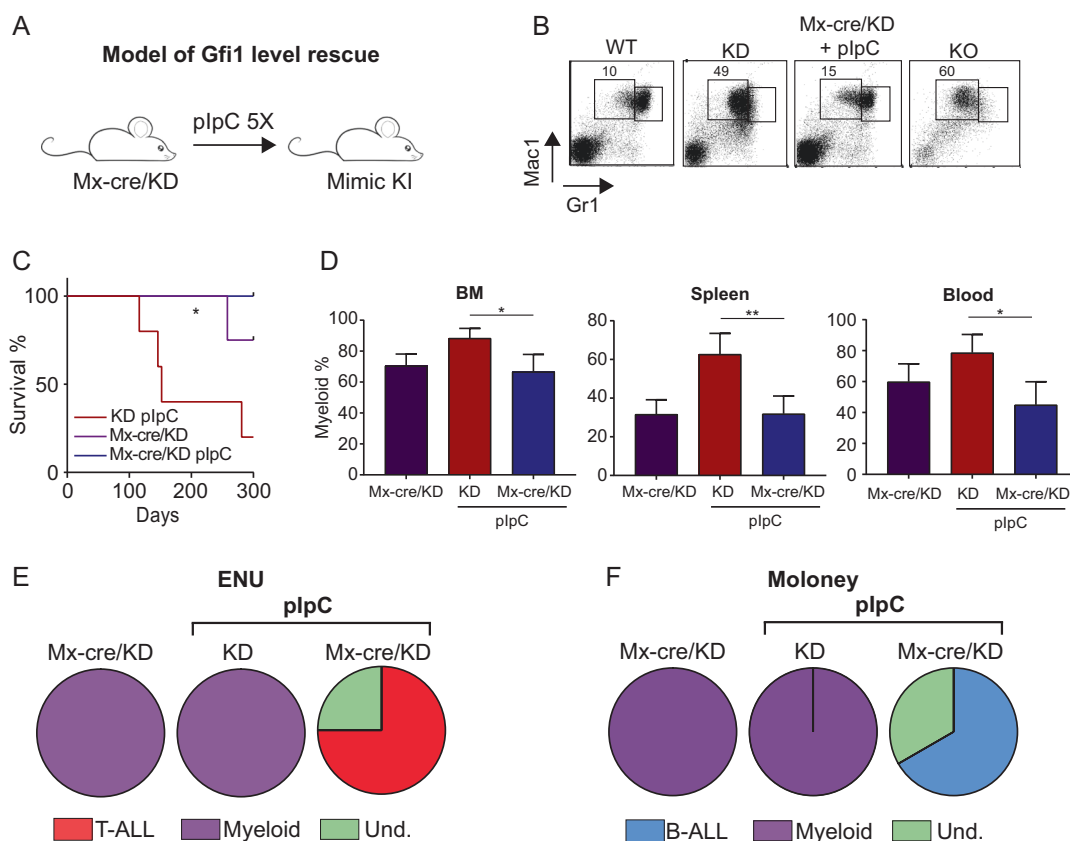 A
Model of Gfi1 level rescue
pIpC 5X
Mx-cre/KD
Mimic KI
B
WT
KD
Mx-cre/KD
+ pIpC
KO
10
49
15
60
Mac1
Gr1
C
Survival %
100
50
0
KD pIpC
Mx-cre/KD
Mx-cre/KD pIpC
*
0 100 200 300
Days
D
BM
Myeloid %
100
80
60
40
20
0
*
Mx-cre/KD KD Mx-cre/KD
pIpC
Spleen
80
60
40
20
0
**
Mx-cre/KD KD Mx-cre/KD
pIpC
Blood
100
80
60
40
20
0
*
Mx-cre/KD KD Mx-cre/KD
pIpC
E
ENU
pIpC
Mx-cre/KD KD Mx-cre/KD
T-ALL Myeloid Und.
F
Moloney
pIpC
Mx-cre/KD KD Mx-cre/KD
B-ALL Myeloid Und.